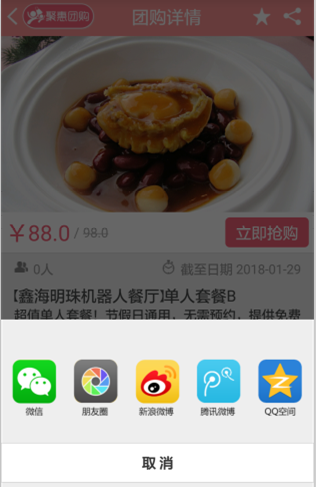 聚惠团购 团购详情
￥88.0 / 98.0 立即抢购
0人 截至日期 2018-01-29
【鑫海明珠机器人餐厅】单人套餐B
超值单人套餐！节假日通用，无需预约，提供免费
微信 朋友圈 新浪微博 腾讯微博 QQ空间
取消